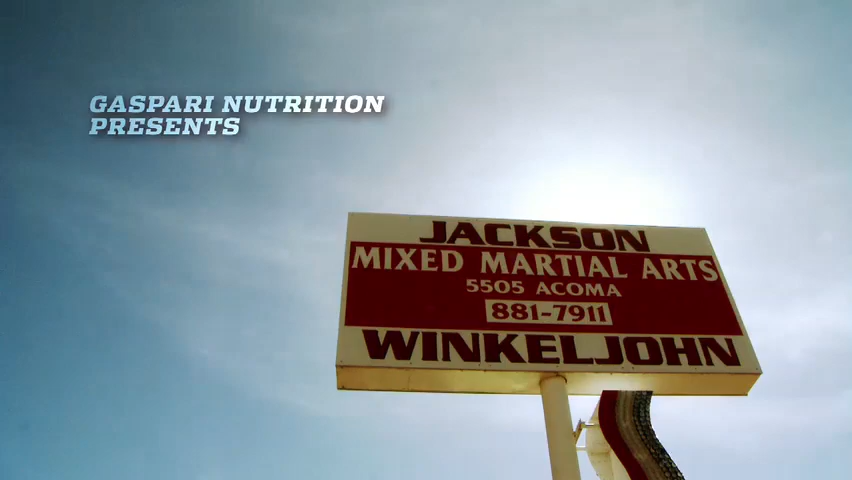 GASPARI NUTRITION
PRESENTS
JACKSON
MIXED MARTIAL ARTS
5505 ACOMA
881-7911
WINKELJOHN